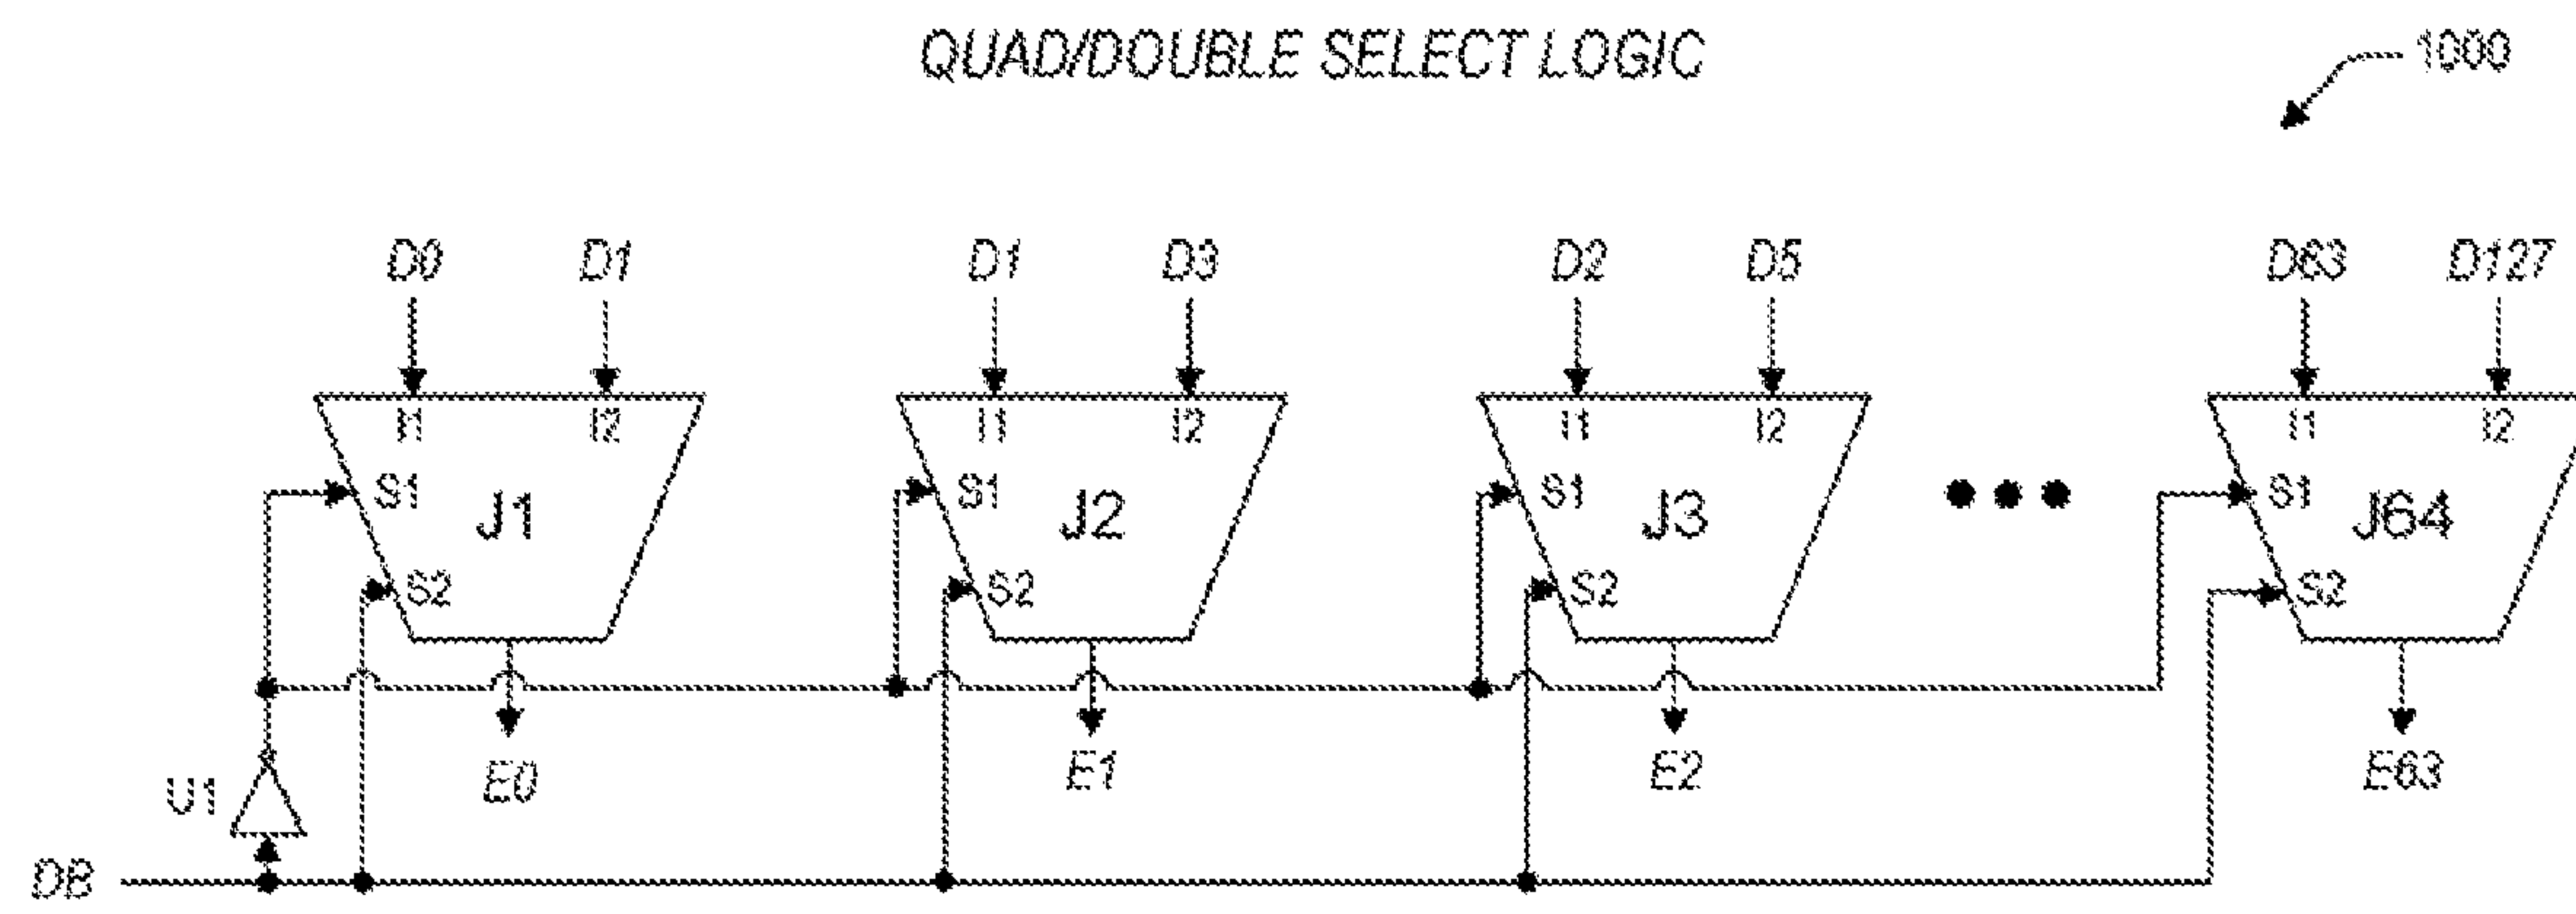 QUAD/DOUBLE SELECT LOGIC
1000
D0 D1 D1 D3 D2 D5 D63 D127
I1 I2 I1 I2 I1 I2 I1 I2
S1 S1 S1 S1
J1 J2 J3 J64
S2 S2 S2 S2
U1 E0 E1 E2 E63
DB